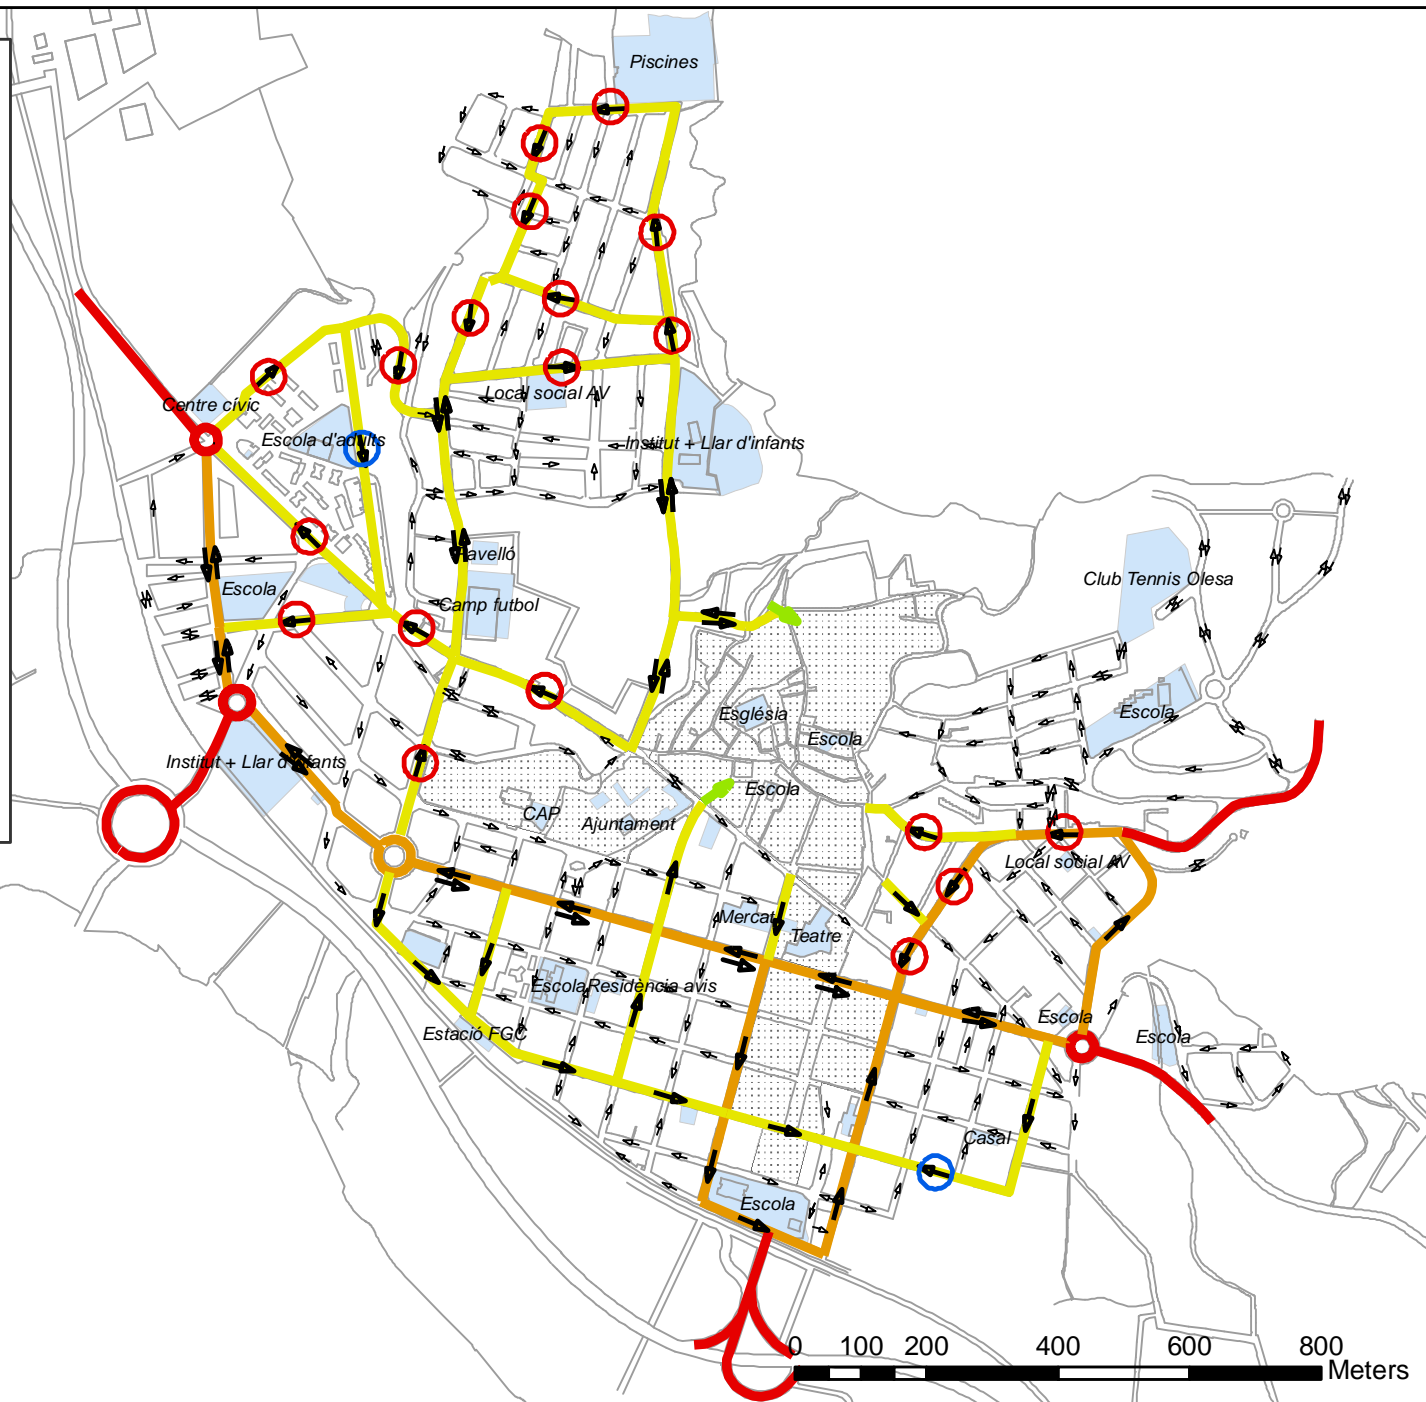 Piscines
Local social AV
Centre cívic
Escola d'adults
Institut + Llar d'infants
Pavelló
Club Tennis Olesa
Escola
Camp futbol
Església
Escola
Escola
Institut + Llar d'infants
Escola
CAP
Ajuntament
Local social AV
Mercat
Teatre
Escola
Residència avis
Escola
Estació FGC
Escola
Casal
Escola
0 100 200 400 600 800
Meters